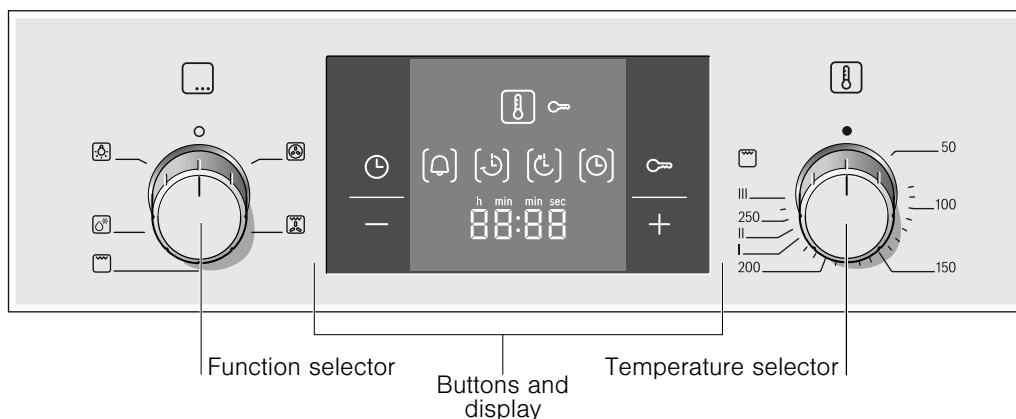 h min min sec
88:88
50
100
150
200
I
II
250
III
Function selector
Buttons and
display
Temperature selector